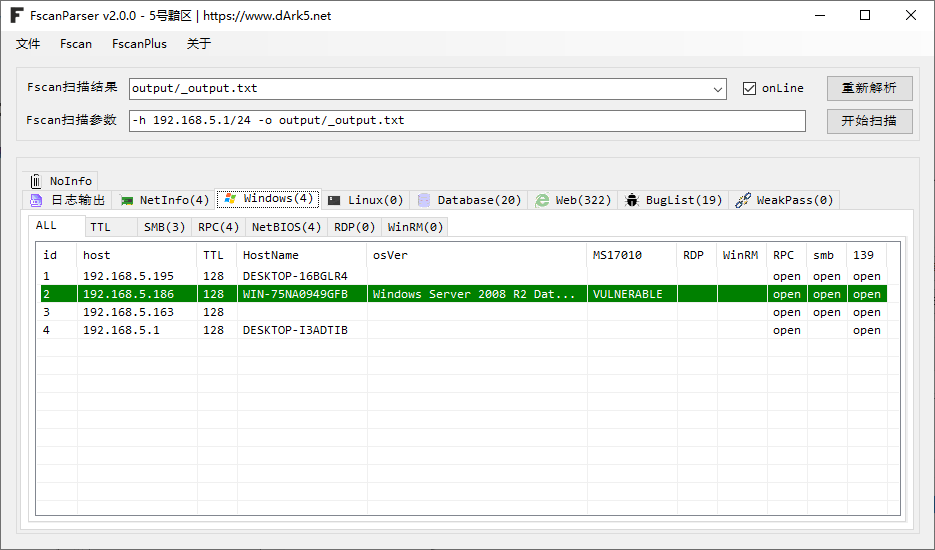 FscanParser v2.0.0 - 5号黯区 | https://www.dArk5.net
文件 Fscan FscanPlus 关于
Fscan扫描结果 output/_output.txt onLine 重新解析
Fscan扫描参数 -h 192.168.5.1/24 -o output/_output.txt 开始扫描
NoInfo
日志输出 NetInfo(4) Windows(4) Linux(0) Database(20) Web(322) BugList(19) WeakPass(0)
ALL TTL SMB(3) RPC(4) NetBIOS(4) RDP(0) WinRM(0)
id host TTL HostName osVer MS17010 RDP WinRM RPC smb 139
1 192.168.5.195 128 DESKTOP-16BGLR4 open open open
2 192.168.5.186 128 WIN-75NA0949GFB Windows Server 2008 R2 Dat... VULNERABLE open open open
3 192.168.5.163 128 open open open
4 192.168.5.1 128 DESKTOP-I3ADTIB open open